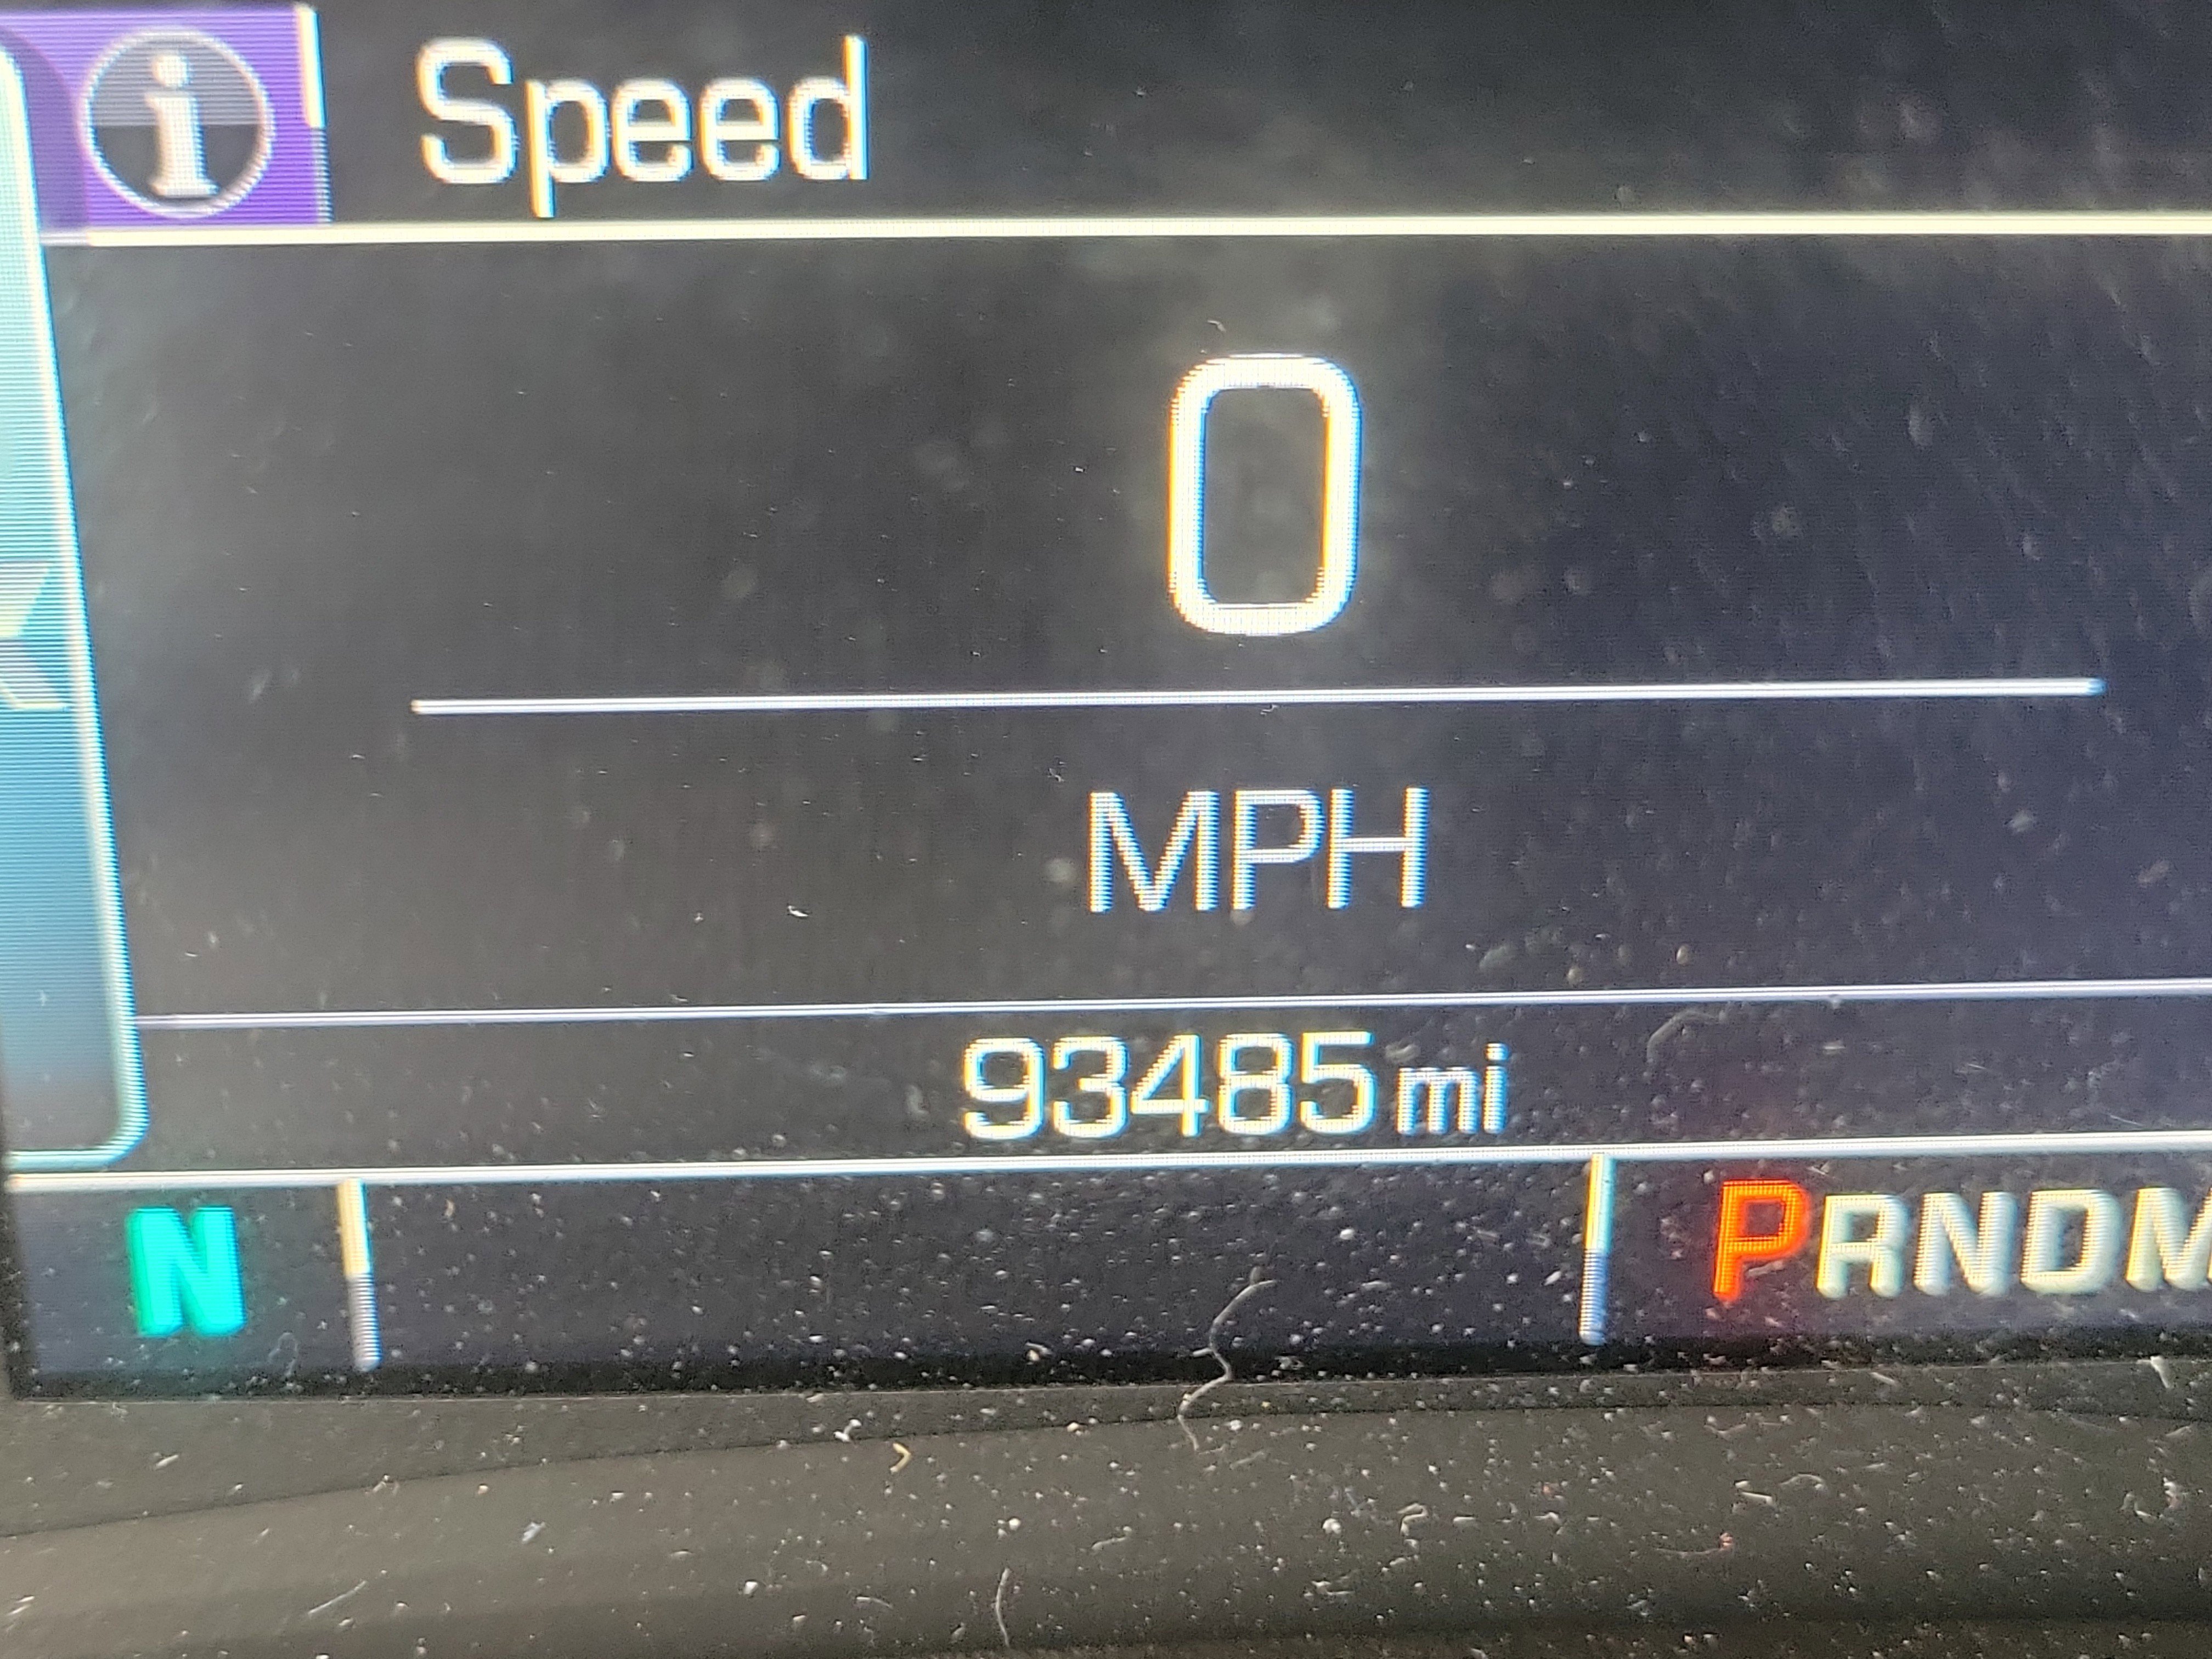 i Speed
0
MPH
93485 mi
N PRNDM